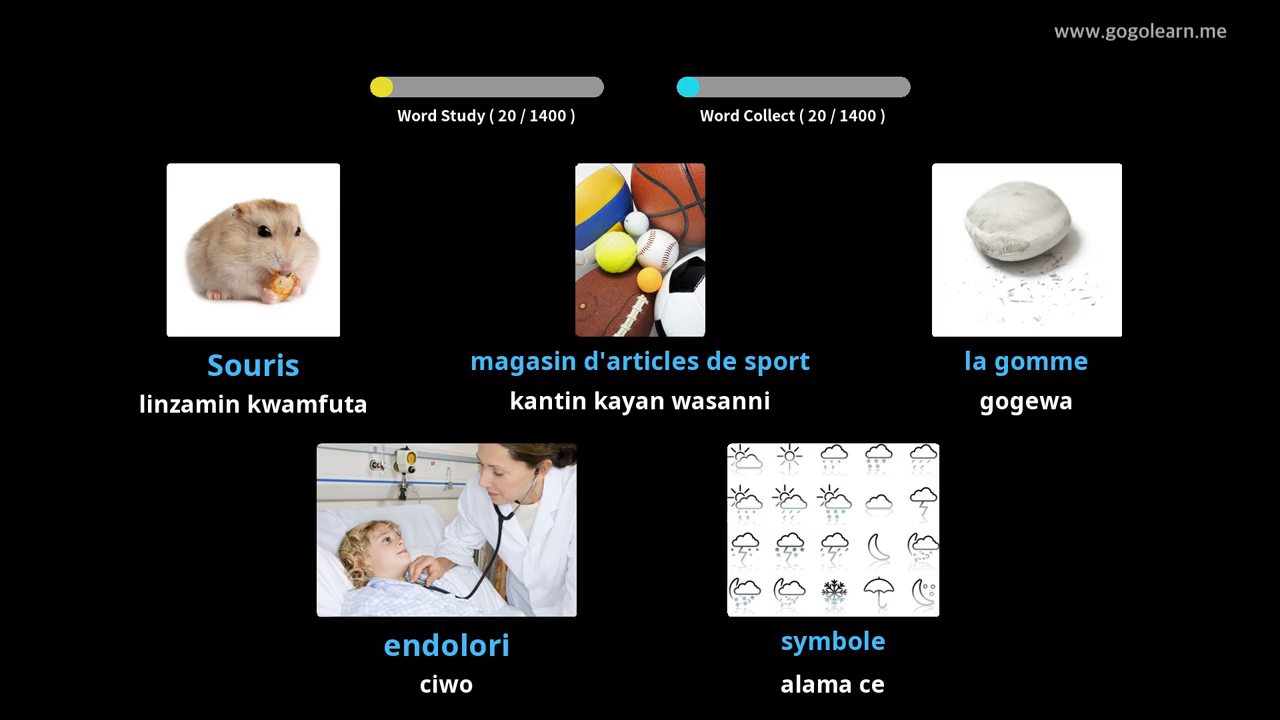 www.gogolearn.me
Word Study ( 20 / 1400 )
Word Collect ( 20 / 1400 )
Souris
linzamin kwamfuta
magasin d'articles de sport
kantin kayan wasanni
la gomme
gogewa
endolori
ciwo
symbole
alama ce